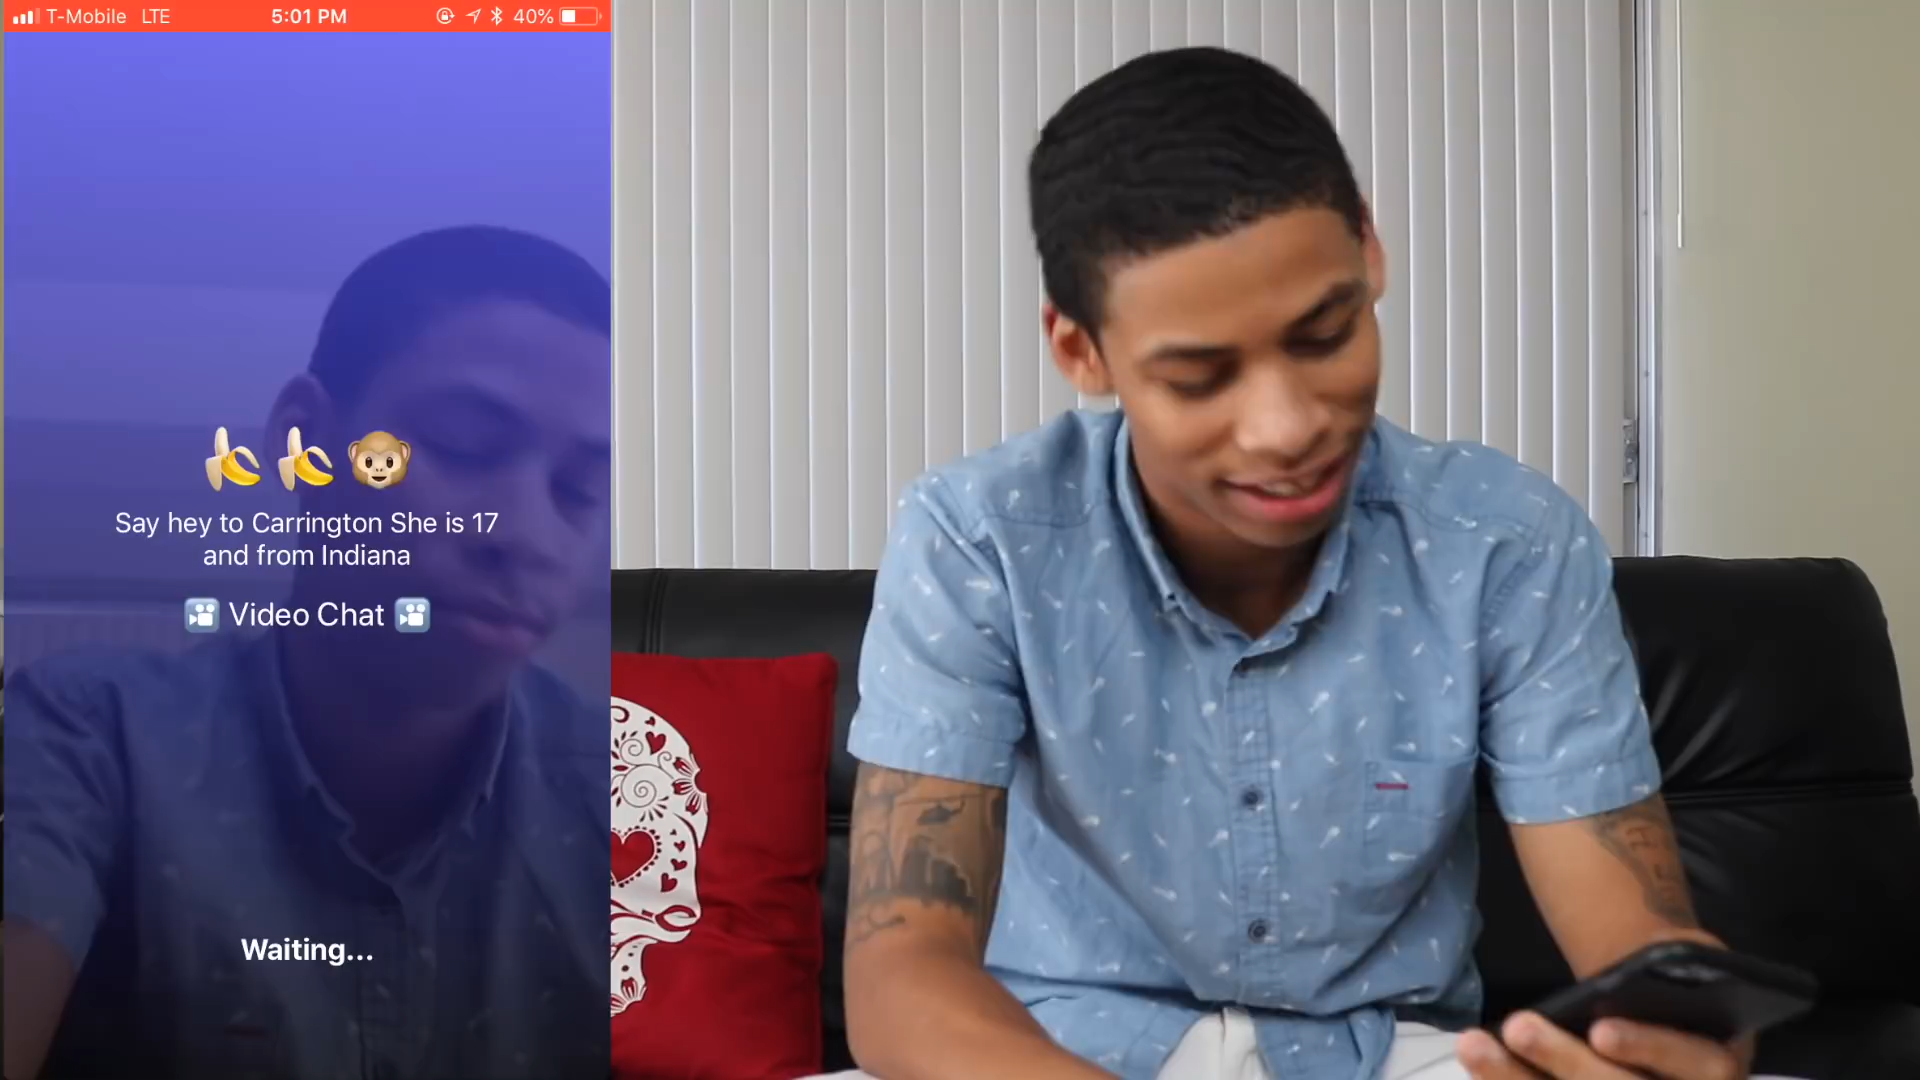 T-Mobile LTE 5:01 PM 40%
Say hey to Carrington She is 17
and from Indiana
Video Chat
Waiting...